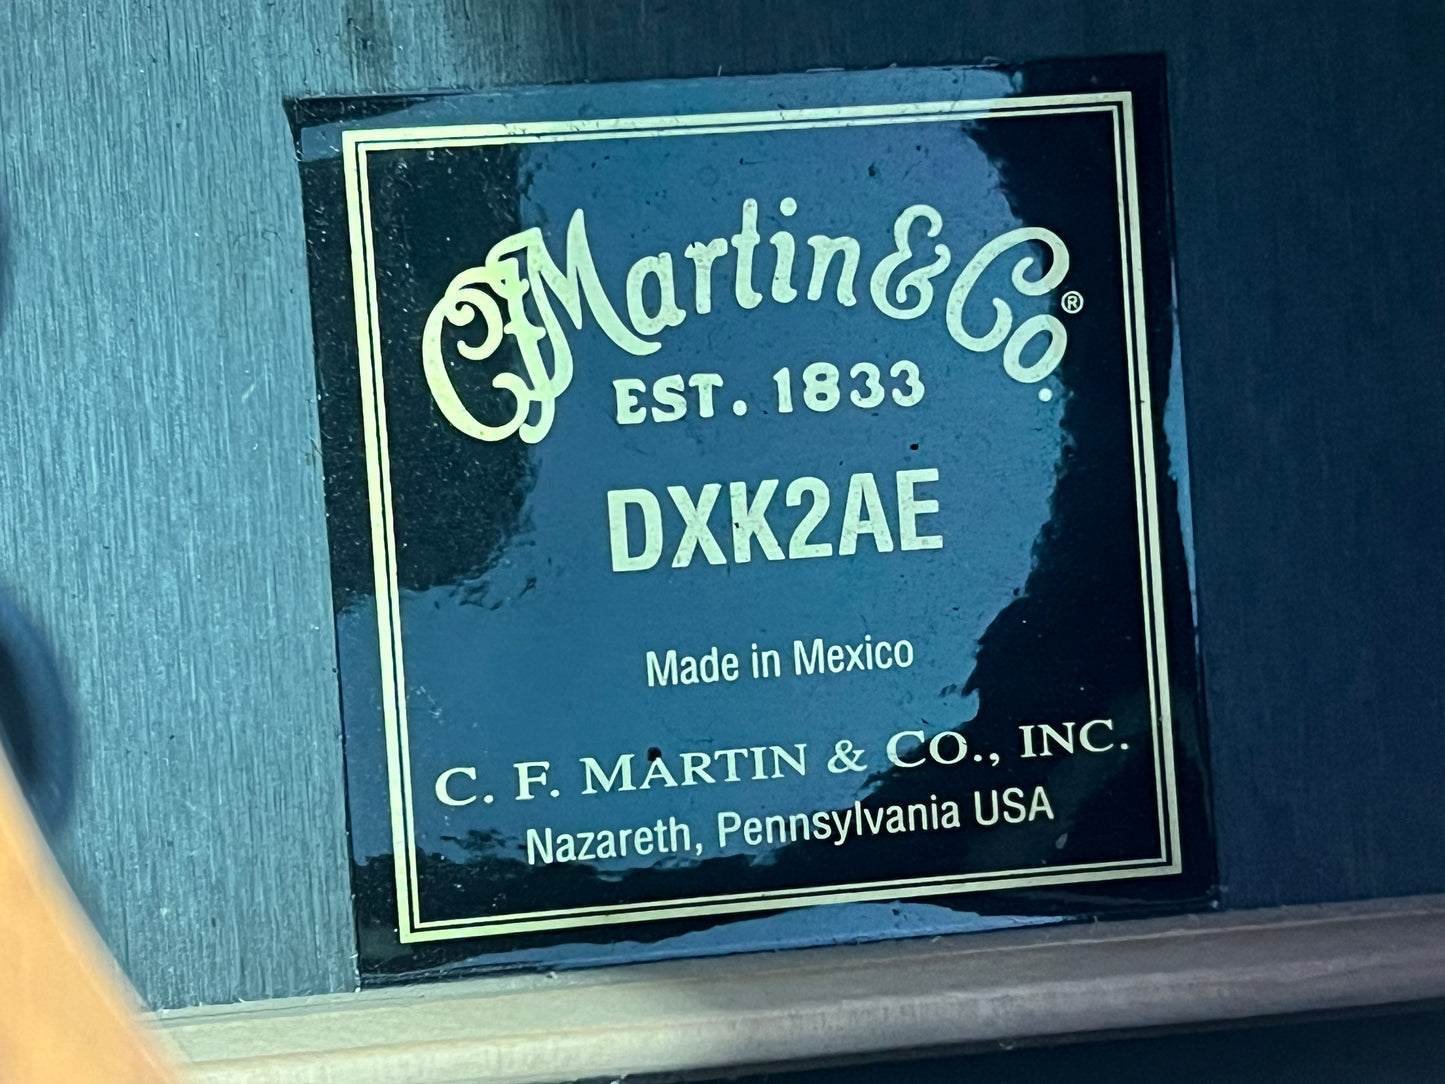 CFMartin & Co.®
EST. 1833
DXK2AE
Made in Mexico
C. F. MARTIN & CO., INC.
Nazareth, Pennsylvania USA